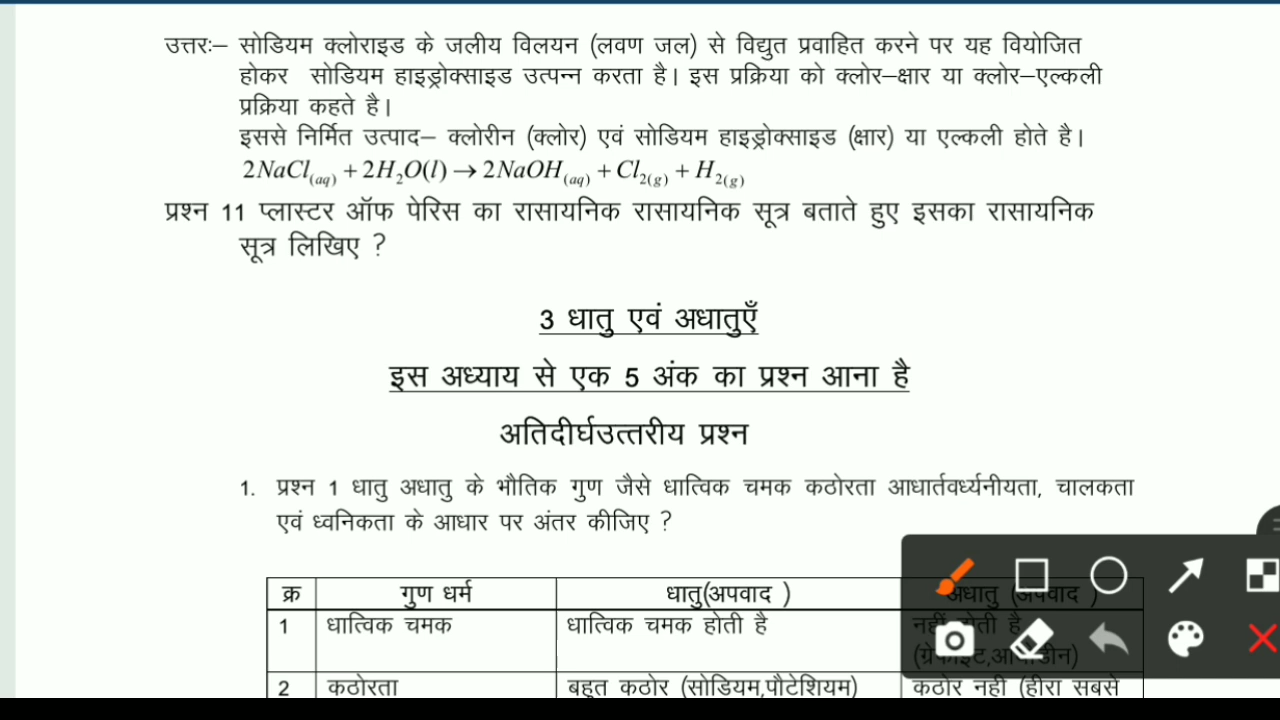 उत्तरः– सोडियम क्लोराइड के जलीय विलयन (लवण जल) से विद्युत प्रवाहित करने पर यह वियोजित
होकर सोडियम हाइड्रोक्साइड उत्पन्न करता है। इस प्रक्रिया को क्लोर–क्षार या क्लोर–एल्कली
प्रक्रिया कहते है।
इससे निर्मित उत्पाद– क्लोरीन (क्लोर) एवं सोडियम हाइड्रोक्साइड (क्षार) या एल्कली होते है।
2NaCl(aq) + 2H₂O(l) → 2NaOH(aq) + Cl₂(g) + H₂(g)
प्रश्न 11 प्लास्टर ऑफ पेरिस का रासायनिक रासायनिक सूत्र बताते हुए इसका रासायनिक
सूत्र लिखिए ?
3 धातु एवं अधातुएँ
इस अध्याय से एक 5 अंक का प्रश्न आना है
अतिदीर्घउत्तरीय प्रश्न
1. प्रश्न 1 धातु अधातु के भौतिक गुण जैसे धात्विक चमक कठोरता आधार्तवर्ध्यनीयता, चालकता
एवं ध्वनिकता के आधार पर अंतर कीजिए ?
क्र गुण धर्म धातु(अपवाद ) अधातु (अपवाद )
1 धात्विक चमक धात्विक चमक होती है नहीं होती है
(ग्रेफाइट,आयोडीन)
2 कठोरता बहुत कठोर (सोडियम,पौटेशियम) कठोर नही (हीरा सबसे